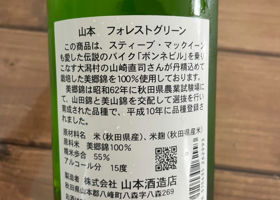 山本　フォレストグリーン
この商品は、スティーブ・マックイーン
も愛した伝説のバイク「ボンネビル」を乗り
こなす大潟村の山崎直司さんが丹精込めて
栽培した美郷錦を100%使用しております。
美郷錦は昭和62年に秋田県農業試験場に
て、山田錦と美山錦を交配して選抜を行い
育成された品種で、平成10年に品種登
原材料名　米（秋田県産）、米麹（秋田県産米）
原料米　美郷錦100%使用
精米歩合　55%
アルコール分　15度
製造者　株式会社　山本酒造店
秋田県山本郡八峰町八森字八森269